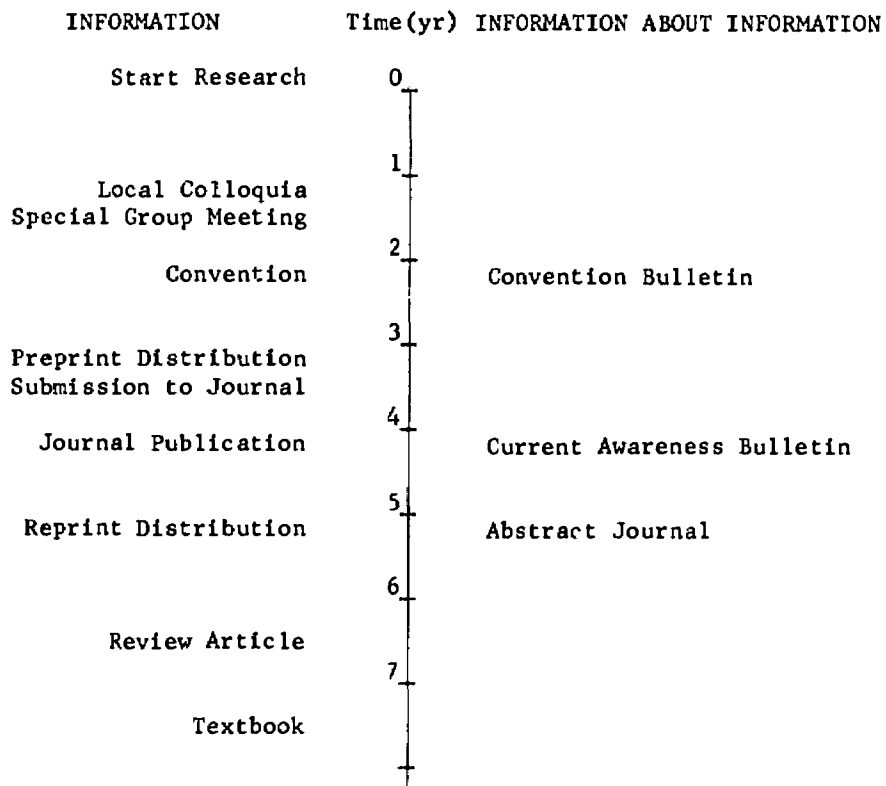 INFORMATION Time(yr) INFORMATION ABOUT INFORMATION
Start Research 0
1
Local Colloquia
Special Group Meeting
2
Convention Convention Bulletin
3
Preprint Distribution
Submission to Journal
4
Journal Publication Current Awareness Bulletin
5
Reprint Distribution Abstract Journal
6
Review Article
7
Textbook